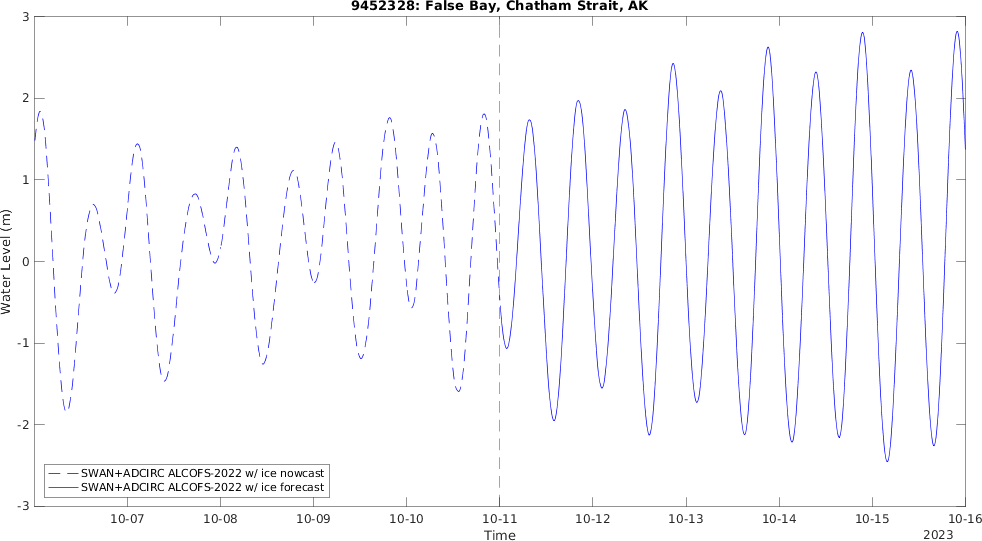 9452328: False Bay, Chatham Strait, AK
3
2
1
0
-1
-2
-3
Water Level (m)
SWAN+ADCIRC ALCOFS-2022 w/ ice nowcast
SWAN+ADCIRC ALCOFS-2022 w/ ice forecast
10-07 10-08 10-09 10-10 10-11 10-12 10-13 10-14 10-15 10-16
Time
2023